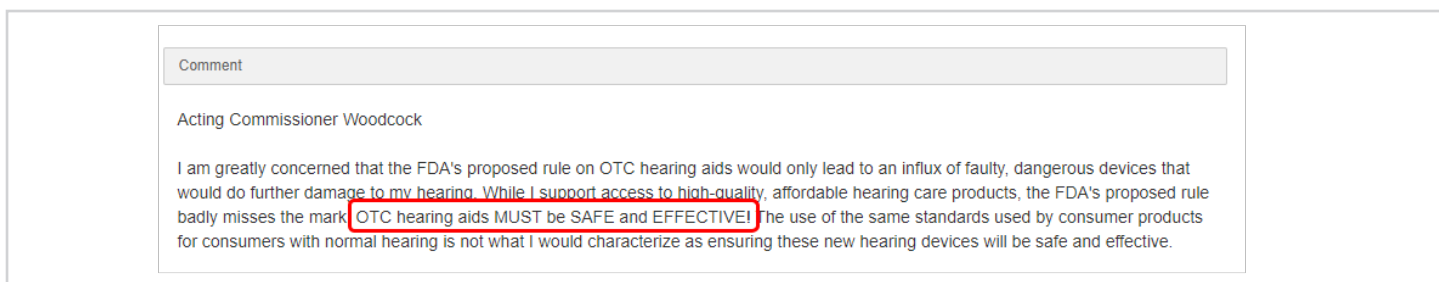 Comment
Acting Commissioner Woodcock
I am greatly concerned that the FDA's proposed rule on OTC hearing aids would only lead to an influx of faulty, dangerous devices that
would do further damage to my hearing. While I support access to high-quality, affordable hearing care products, the FDA's proposed rule
badly misses the mark OTC hearing aids MUST be SAFE and EFFECTIVE! The use of the same standards used by consumer products
for consumers with normal hearing is not what I would characterize as ensuring these new hearing devices will be safe and effective.